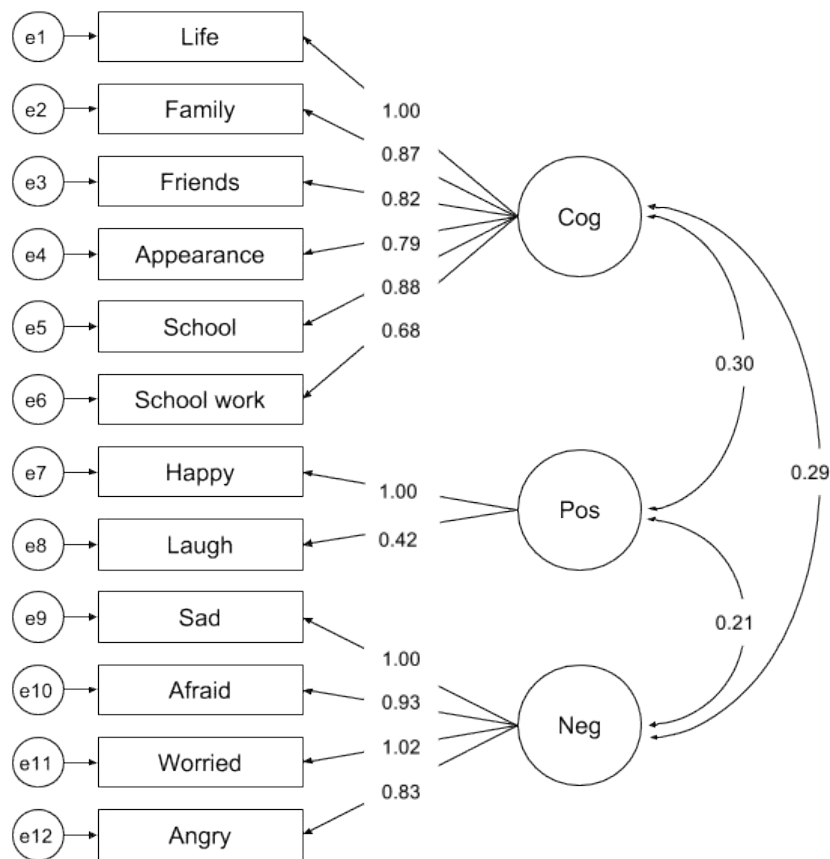 e1 Life
1.00
e2 Family
0.87
e3 Friends
0.82
Cog
e4 Appearance
0.79
e5 School
0.88
e6 School work
0.68
0.30
e7 Happy
1.00
0.29
e8 Laugh
0.42
Pos
e9 Sad
1.00
0.21
e10 Afraid
0.93
Neg
e11 Worried
1.02
e12 Angry
0.83